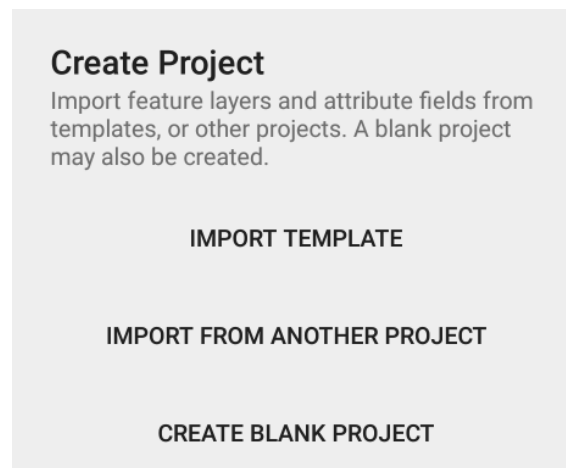 Create Project
Import feature layers and attribute fields from
templates, or other projects. A blank project
may also be created.
IMPORT TEMPLATE
IMPORT FROM ANOTHER PROJECT
CREATE BLANK PROJECT